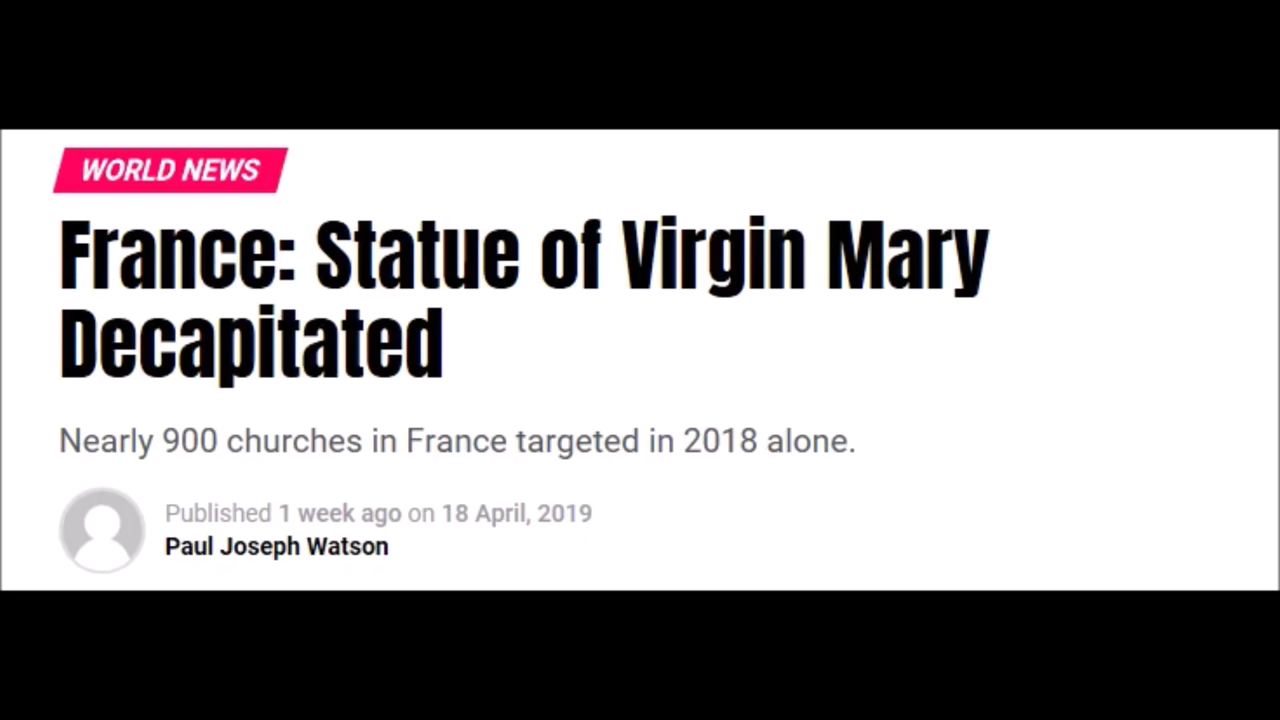 WORLD NEWS
France: Statue of Virgin Mary
Decapitated
Nearly 900 churches in France targeted in 2018 alone.
Published 1 week ago on 18 April, 2019
Paul Joseph Watson